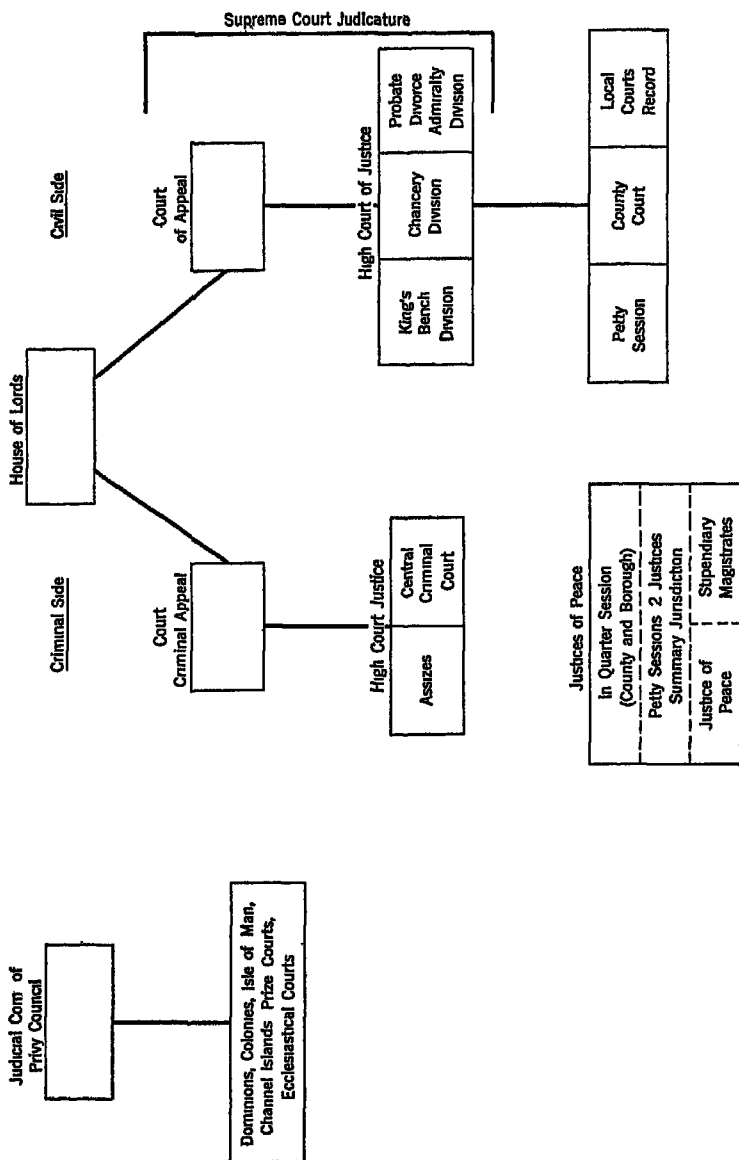 Judicial Com of
Privy Council
Dominions, Colonies, Isle of Man,
Channel Islands Prize Courts,
Ecclesiastical Courts
House of Lords
Criminal Side
Civil Side
Court
Criminal Appeal
Court
of Appeal
Supreme Court Judicature
High Court Justice
Assizes
Central
Criminal
Court
High Court of Justice
King's
Bench
Division
Chancery
Division
Probate
Divorce
Admiralty
Division
Justices of Peace
In Quarter Session
(County and Borough)
Petty Sessions 2 Justices
Summary Jurisdiction
Justice of
Peace
Stipendiary
Magistrates
Petty
Session
County
Court
Local
Courts
Record